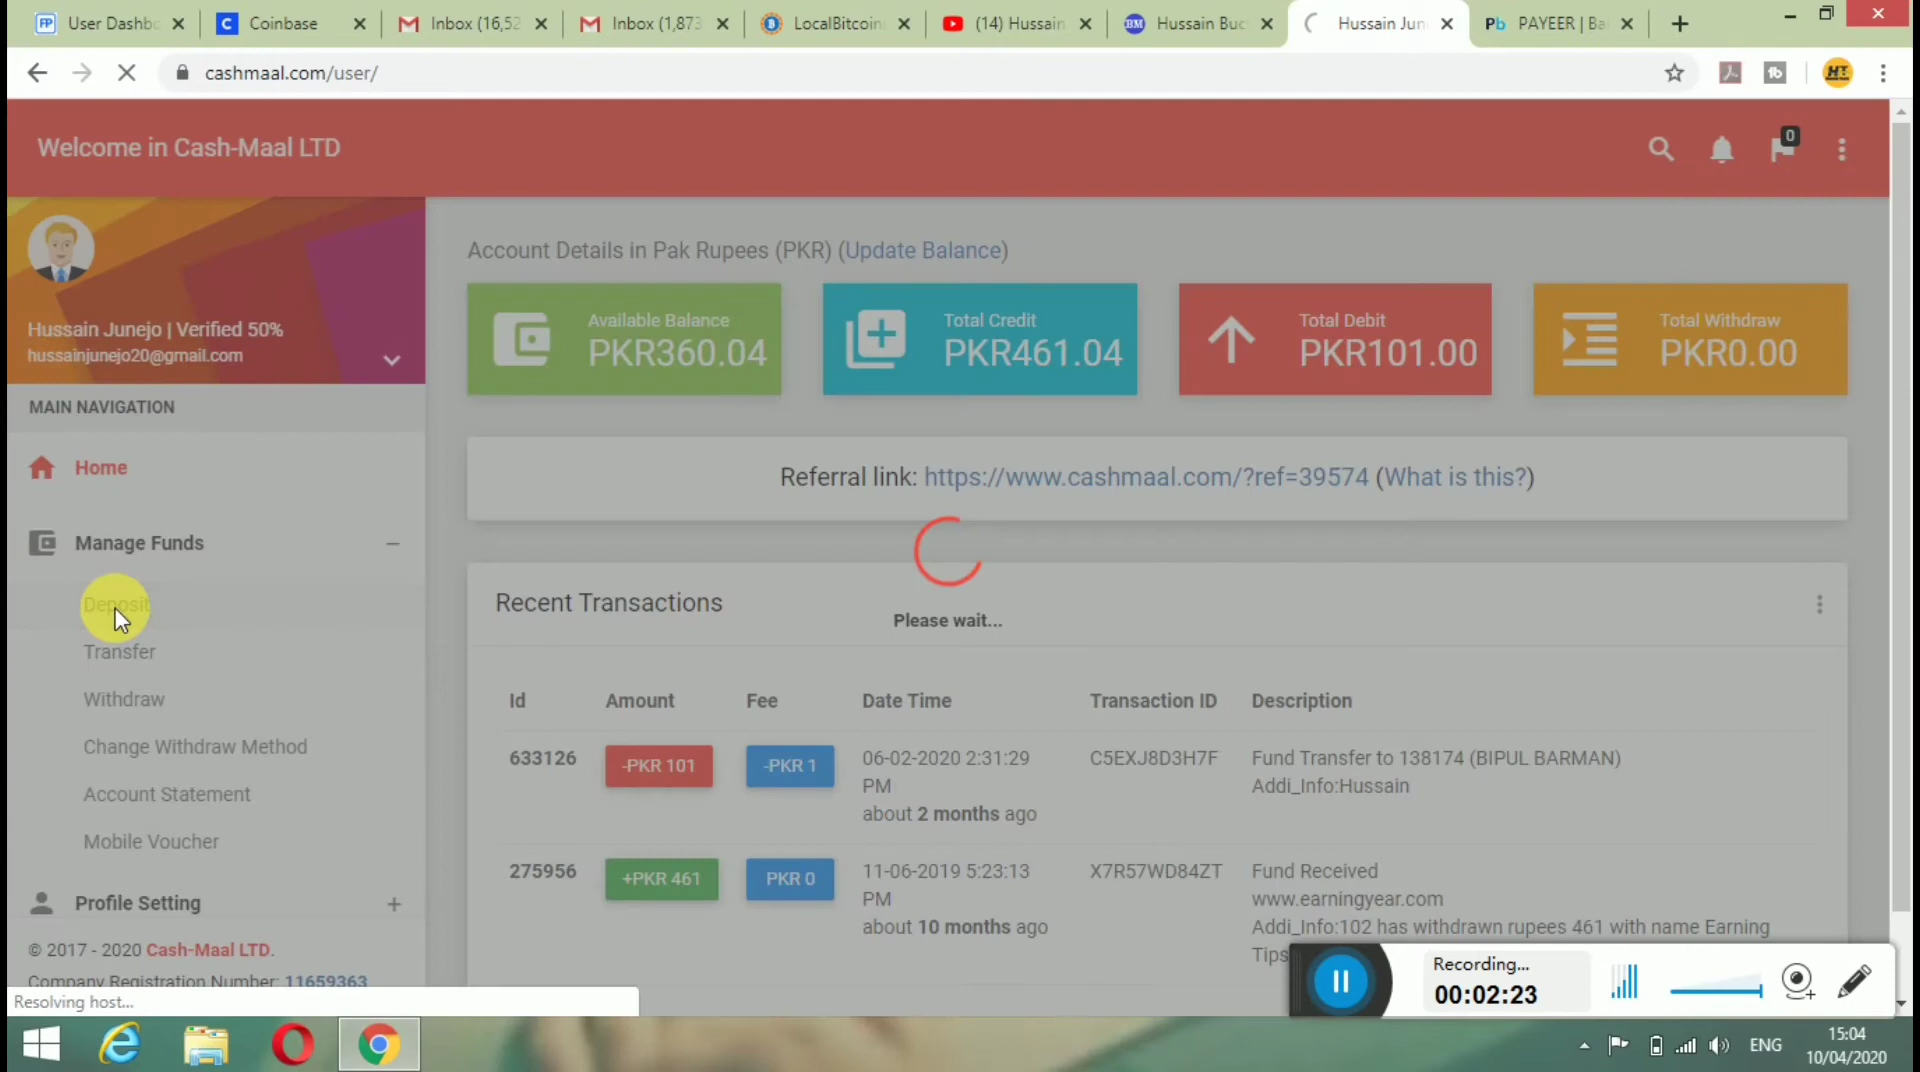 User Dashbo
Coinbase
Inbox (16,52
Inbox (1,873
LocalBitcoin
(14) Hussain
BM
Hussain Buc
Hussain Jun
Pb
PAYEER | Ba
cashmaal.com/user/
Welcome in Cash-Maal LTD
0
Hussain Junejo | Verified 50%
hussainjunejo20@gmail.com
MAIN NAVIGATION
Home
Manage Funds
Deposit
Transfer
Withdraw
Change Withdraw Method
Account Statement
Mobile Voucher
Profile Setting
© 2017 - 2020 Cash-Maal LTD.
Company Registration Number: 11659363
Resolving host...
Account Details in Pak Rupees (PKR) (Update Balance)
Available Balance
PKR360.04
Total Credit
PKR461.04
Total Debit
PKR101.00
Total Withdraw
PKR0.00
Referral link: https://www.cashmaal.com/?ref=39574 (What is this?)
Please wait...
Recent Transactions
Id Amount Fee Date Time Transaction ID Description
633126 -PKR 101 -PKR 1 06-02-2020 2:31:29 C5EXJ8D3H7F Fund Transfer to 138174 (BIPUL BARMAN)
PM Addi_Info:Hussain
about 2 months ago
275956 +PKR 461 PKR 0 11-06-2019 5:23:13 X7R57WD84ZT Fund Received
PM www.earningyear.com
about 10 months ago Addi_Info:102 has withdrawn rupees 461 with name Earning
Tips
Recording...
00:02:23
ENG
15:04
10/04/2020